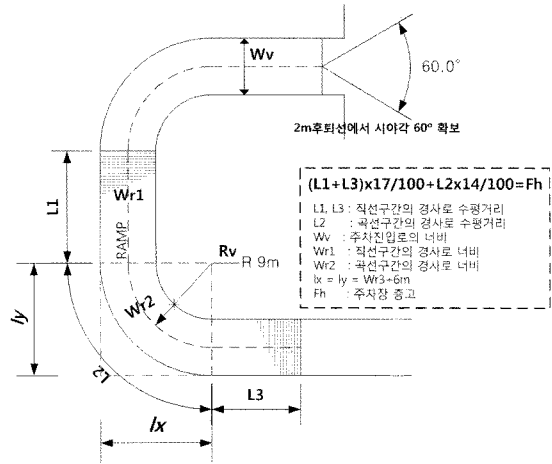 Wv
60.0°
2m후퇴선에서 시야각 60° 확보
(L1+L3)x17/100+L2x14/100=Fh
L1, L3 : 직선구간의 경사로 수평거리
L2 : 곡선구간의 경사로 수평거리
Wv : 주차진입로의 너비
Wr1 : 직선구간의 경사로 너비
Wr2 : 곡선구간의 경사로 너비
lx = ly = Wr3+6m
Fh : 주차장 층고
L1
Wr1
RAMP
Rv
R 9m
Wr2
ly
L2
L3
lx